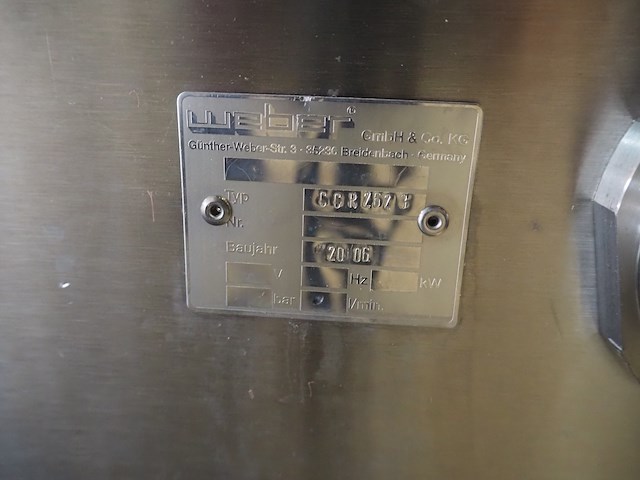 weber ® GmbH & Co. KG
Günther-Weber-Str. 3 - 35236 Breidenbach - Germany
Typ
Nr.
Baujahr 2006
V Hz kW
bar l/min.